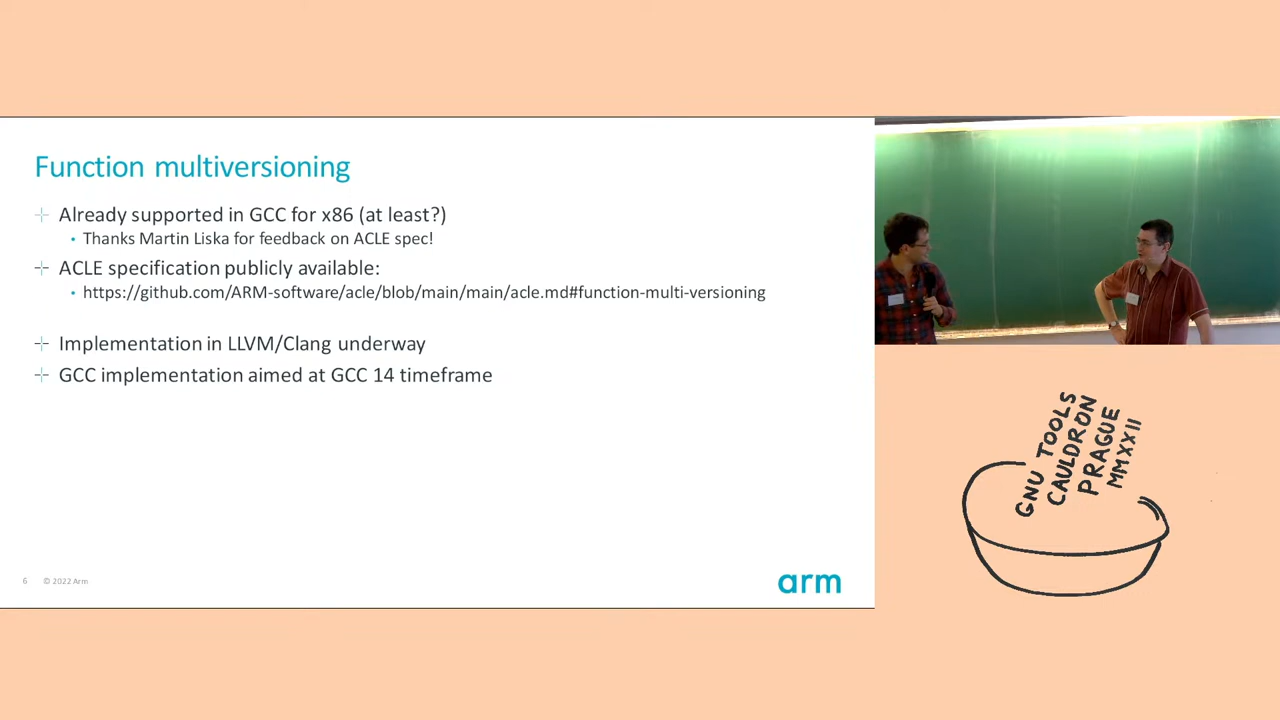 Function multiversioning
Already supported in GCC for x86 (at least?)
Thanks Martin Liska for feedback on ACLE spec!
ACLE specification publicly available:
https://github.com/ARM-software/acle/blob/main/main/acle.md#function-multi-versioning
Implementation in LLVM/Clang underway
GCC implementation aimed at GCC 14 timeframe
6 © 2022 Arm
arm
GNU TOOLS
CAULDRON
PRAGUE
MMXXII